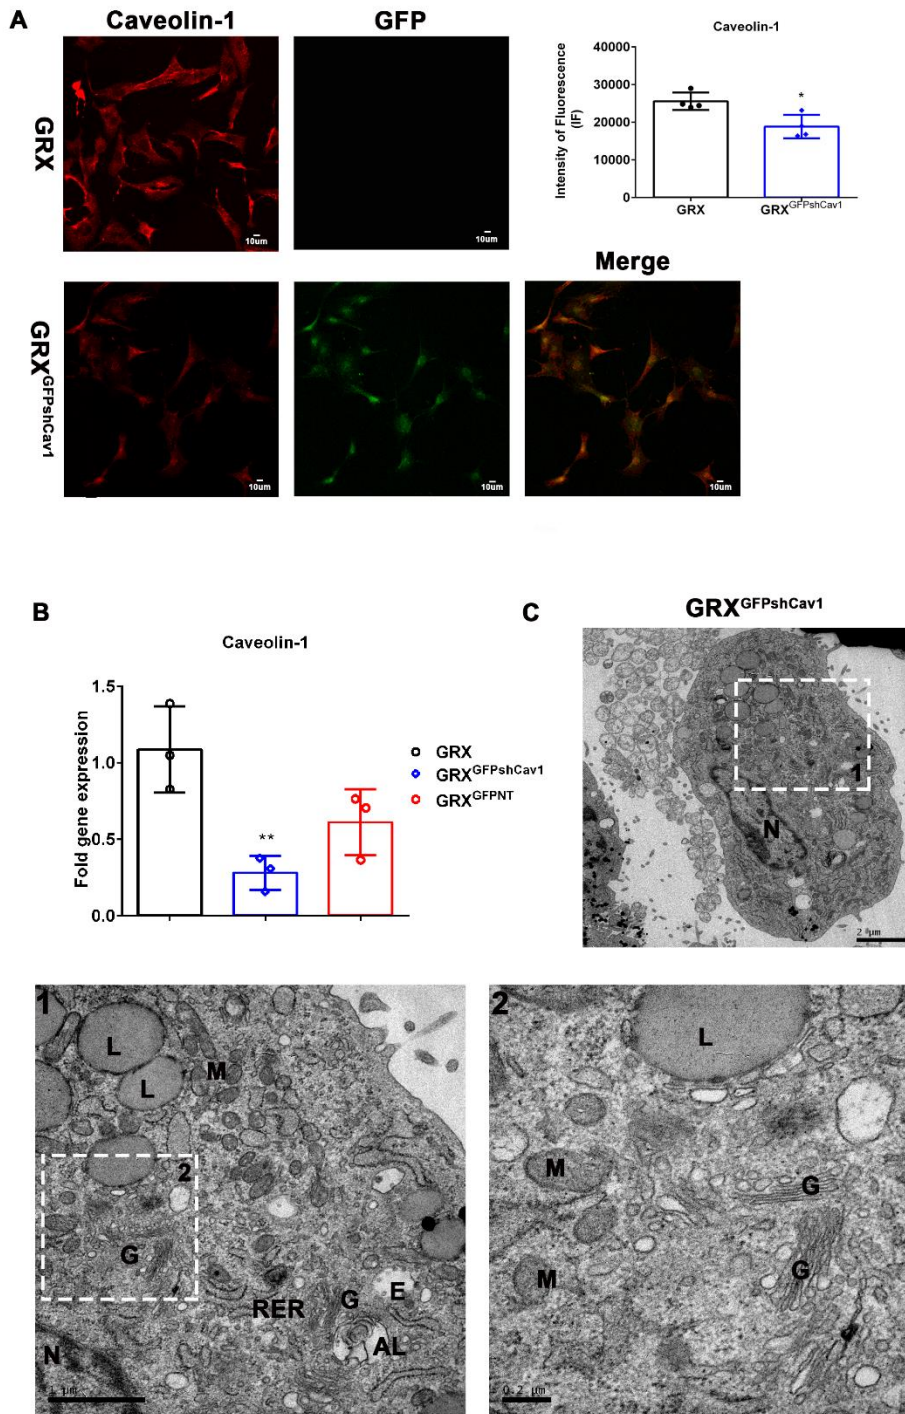 A
Caveolin-1
GFP
GRX
10um
10um
Caveolin-1
Intensity of Fluorescence
(IF)
40000
30000
20000
10000
0
*
GRX
GRX^GFPshCav1
Merge
GRX^GFPshCav1
10um
10um
10um
B
Caveolin-1
Fold gene expression
1.5
1.0
0.5
0.0
**
GRX
GRX^GFPshCav1
GRX^GFPNT
C
GRX^GFPshCav1
1
N
2 µm
1
L
L
M
2
G
RER
G
E
AL
N
1 µm
2
L
M
G
M
G
0.2 µm